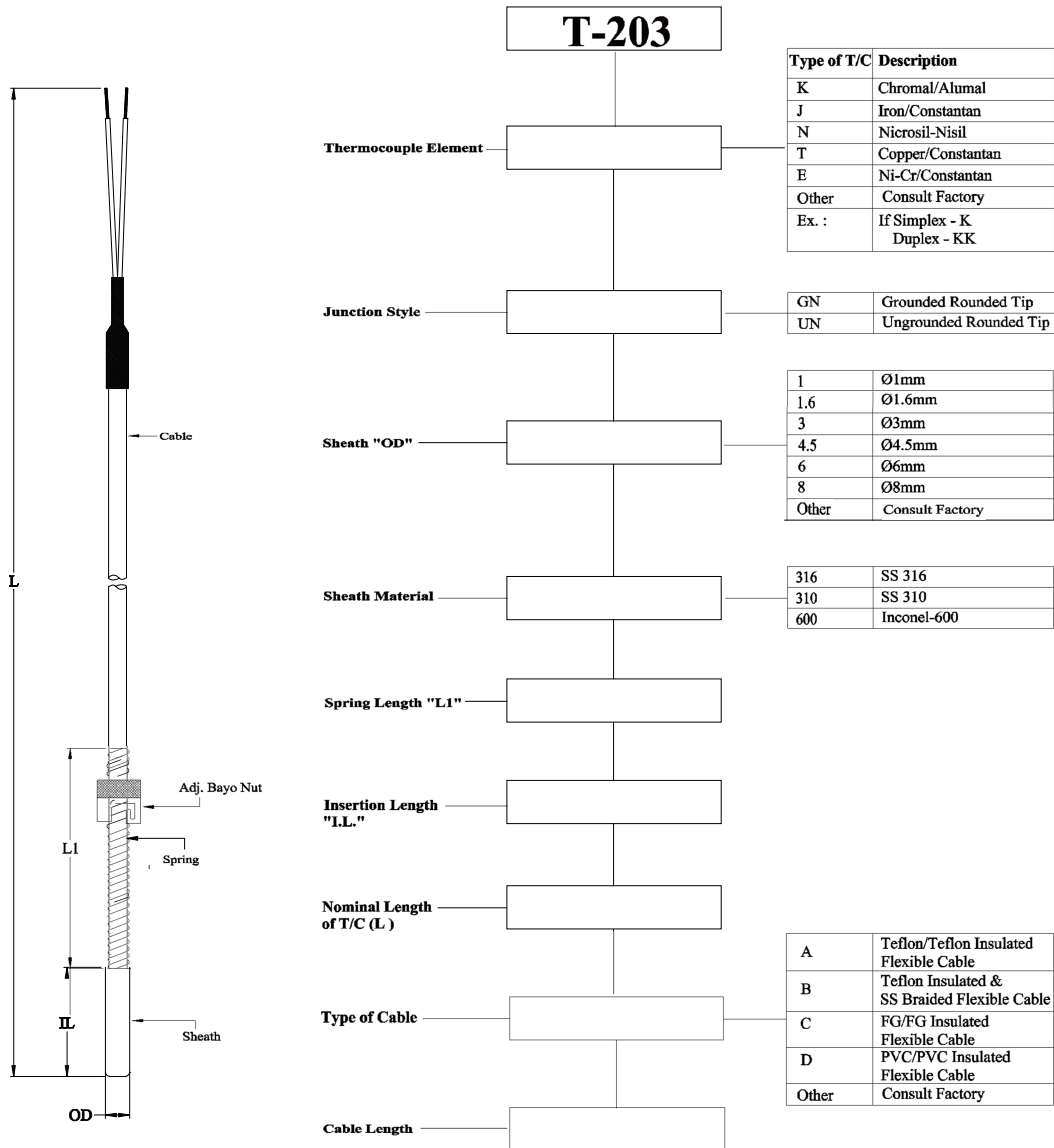 T-203
Type of T/C Description
K Chromal/Alumal
J Iron/Constantan
N Nicrosil-Nisil
T Copper/Constantan
E Ni-Cr/Constantan
Other Consult Factory
Ex. : If Simplex - K
Duplex - KK
Thermocouple Element
Junction Style
GN Grounded Rounded Tip
UN Ungrounded Rounded Tip
Sheath "OD"
1 Ø1mm
1.6 Ø1.6mm
3 Ø3mm
4.5 Ø4.5mm
6 Ø6mm
8 Ø8mm
Other Consult Factory
Sheath Material
316 SS 316
310 SS 310
600 Inconel-600
Spring Length "L1"
Insertion Length
"I.L."
Nominal Length
of T/C (L )
Type of Cable
A Teflon/Teflon Insulated
Flexible Cable
B Teflon Insulated &
SS Braided Flexible Cable
C FG/FG Insulated
Flexible Cable
D PVC/PVC Insulated
Flexible Cable
Other Consult Factory
Cable Length
Cable
L
Adj. Bayo Nut
L1
Spring
IL
Sheath
OD